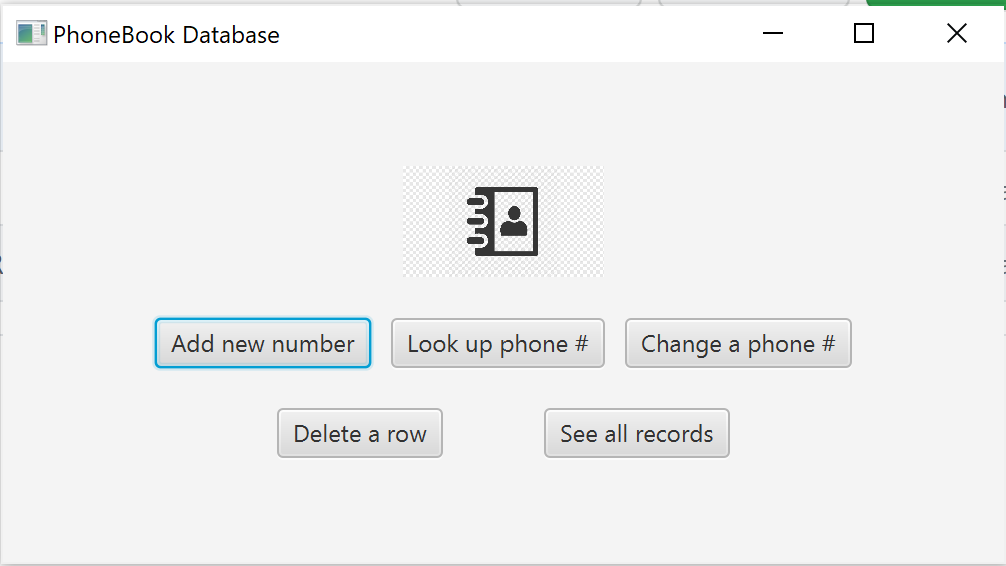 PhoneBook Database
Add new number Look up phone # Change a phone #
Delete a row See all records